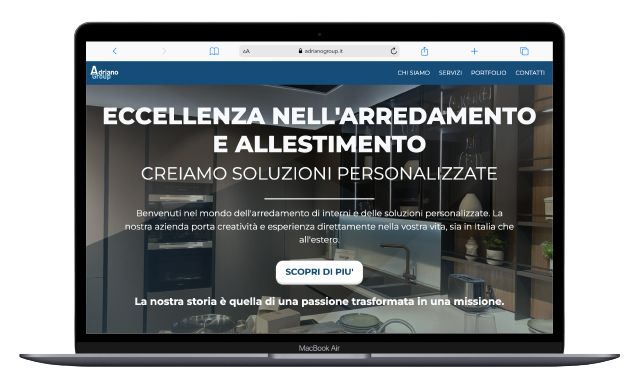 AA
adrianogroup.it
Adriano
Group
CHI SIAMO SERVIZI PORTFOLIO CONTATTI
ECCELLENZA NELL'ARREDAMENTO
E ALLESTIMENTO
CREIAMO SOLUZIONI PERSONALIZZATE
Benvenuti nel mondo dell'arredamento di interni e delle soluzioni personalizzate. La
nostra azienda porta creatività e esperienza direttamente nella vostra vita, sia in Italia che
all'estero.
SCOPRI DI PIU'
La nostra storia è quella di una passione trasformata in una missione.
MacBook Air